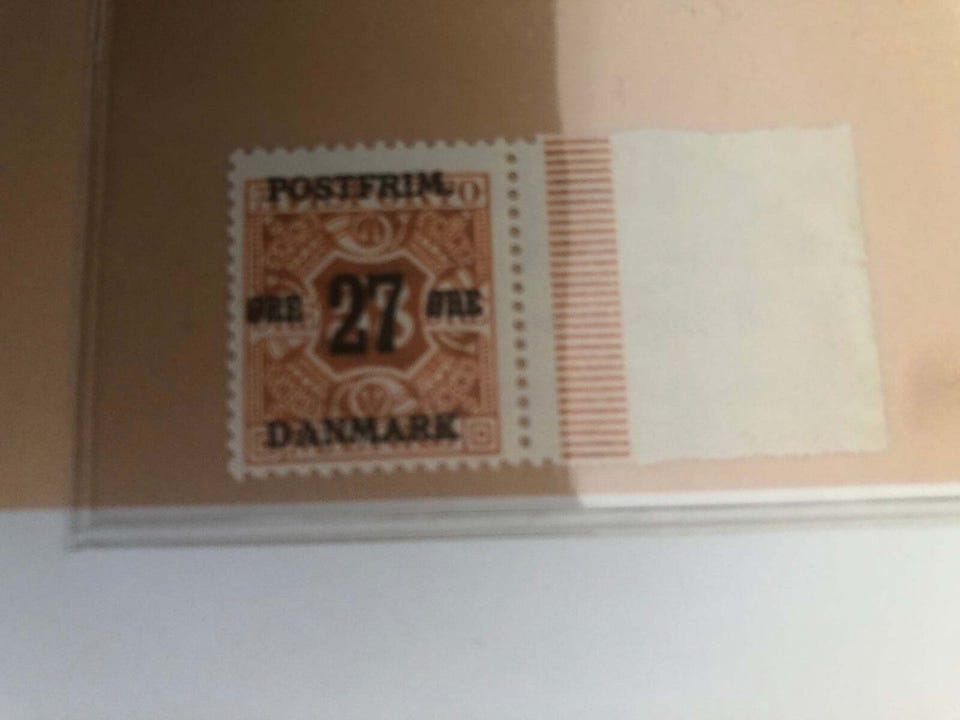 POSTFRIM.
ØRE 27 ØRE
DANMARK